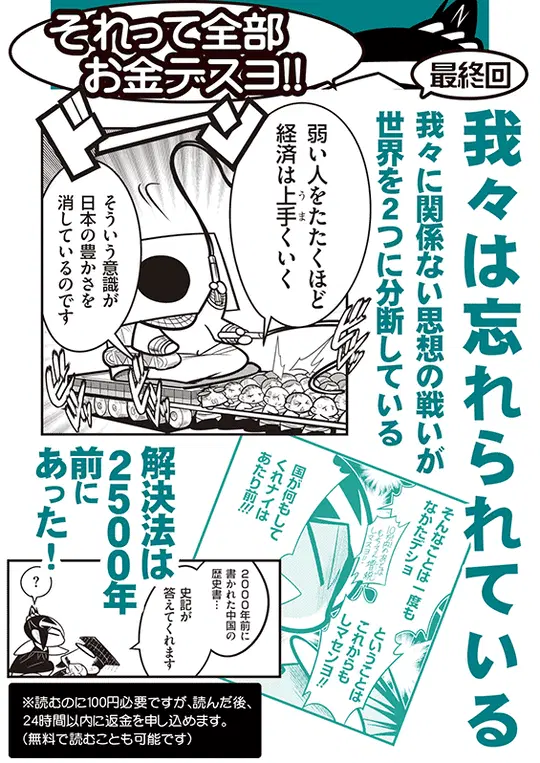 それって全部
お金デスヨ!!
最終回
我々は忘れられている
我々に関係ない思想の戦いが
世界を2つに分断している
ドーン
弱い人をたたくほど
経済は上手くいく
うま
そういう意識が
日本の豊かさを
消しているのです
そんなことは一度も
なかたデショ
国が何もして
くれナイは
あたり前!!!
ということは
これからも
しマセンヨ!!
解決法は
2500年
前に
あった!
2000年前に
書かれた中国の
歴史書…
史記が
答えてくれます
?
※読むのに100円必要ですが、読んだ後、
24時間以内に返金を申し込めます。
(無料で読むことも可能です)